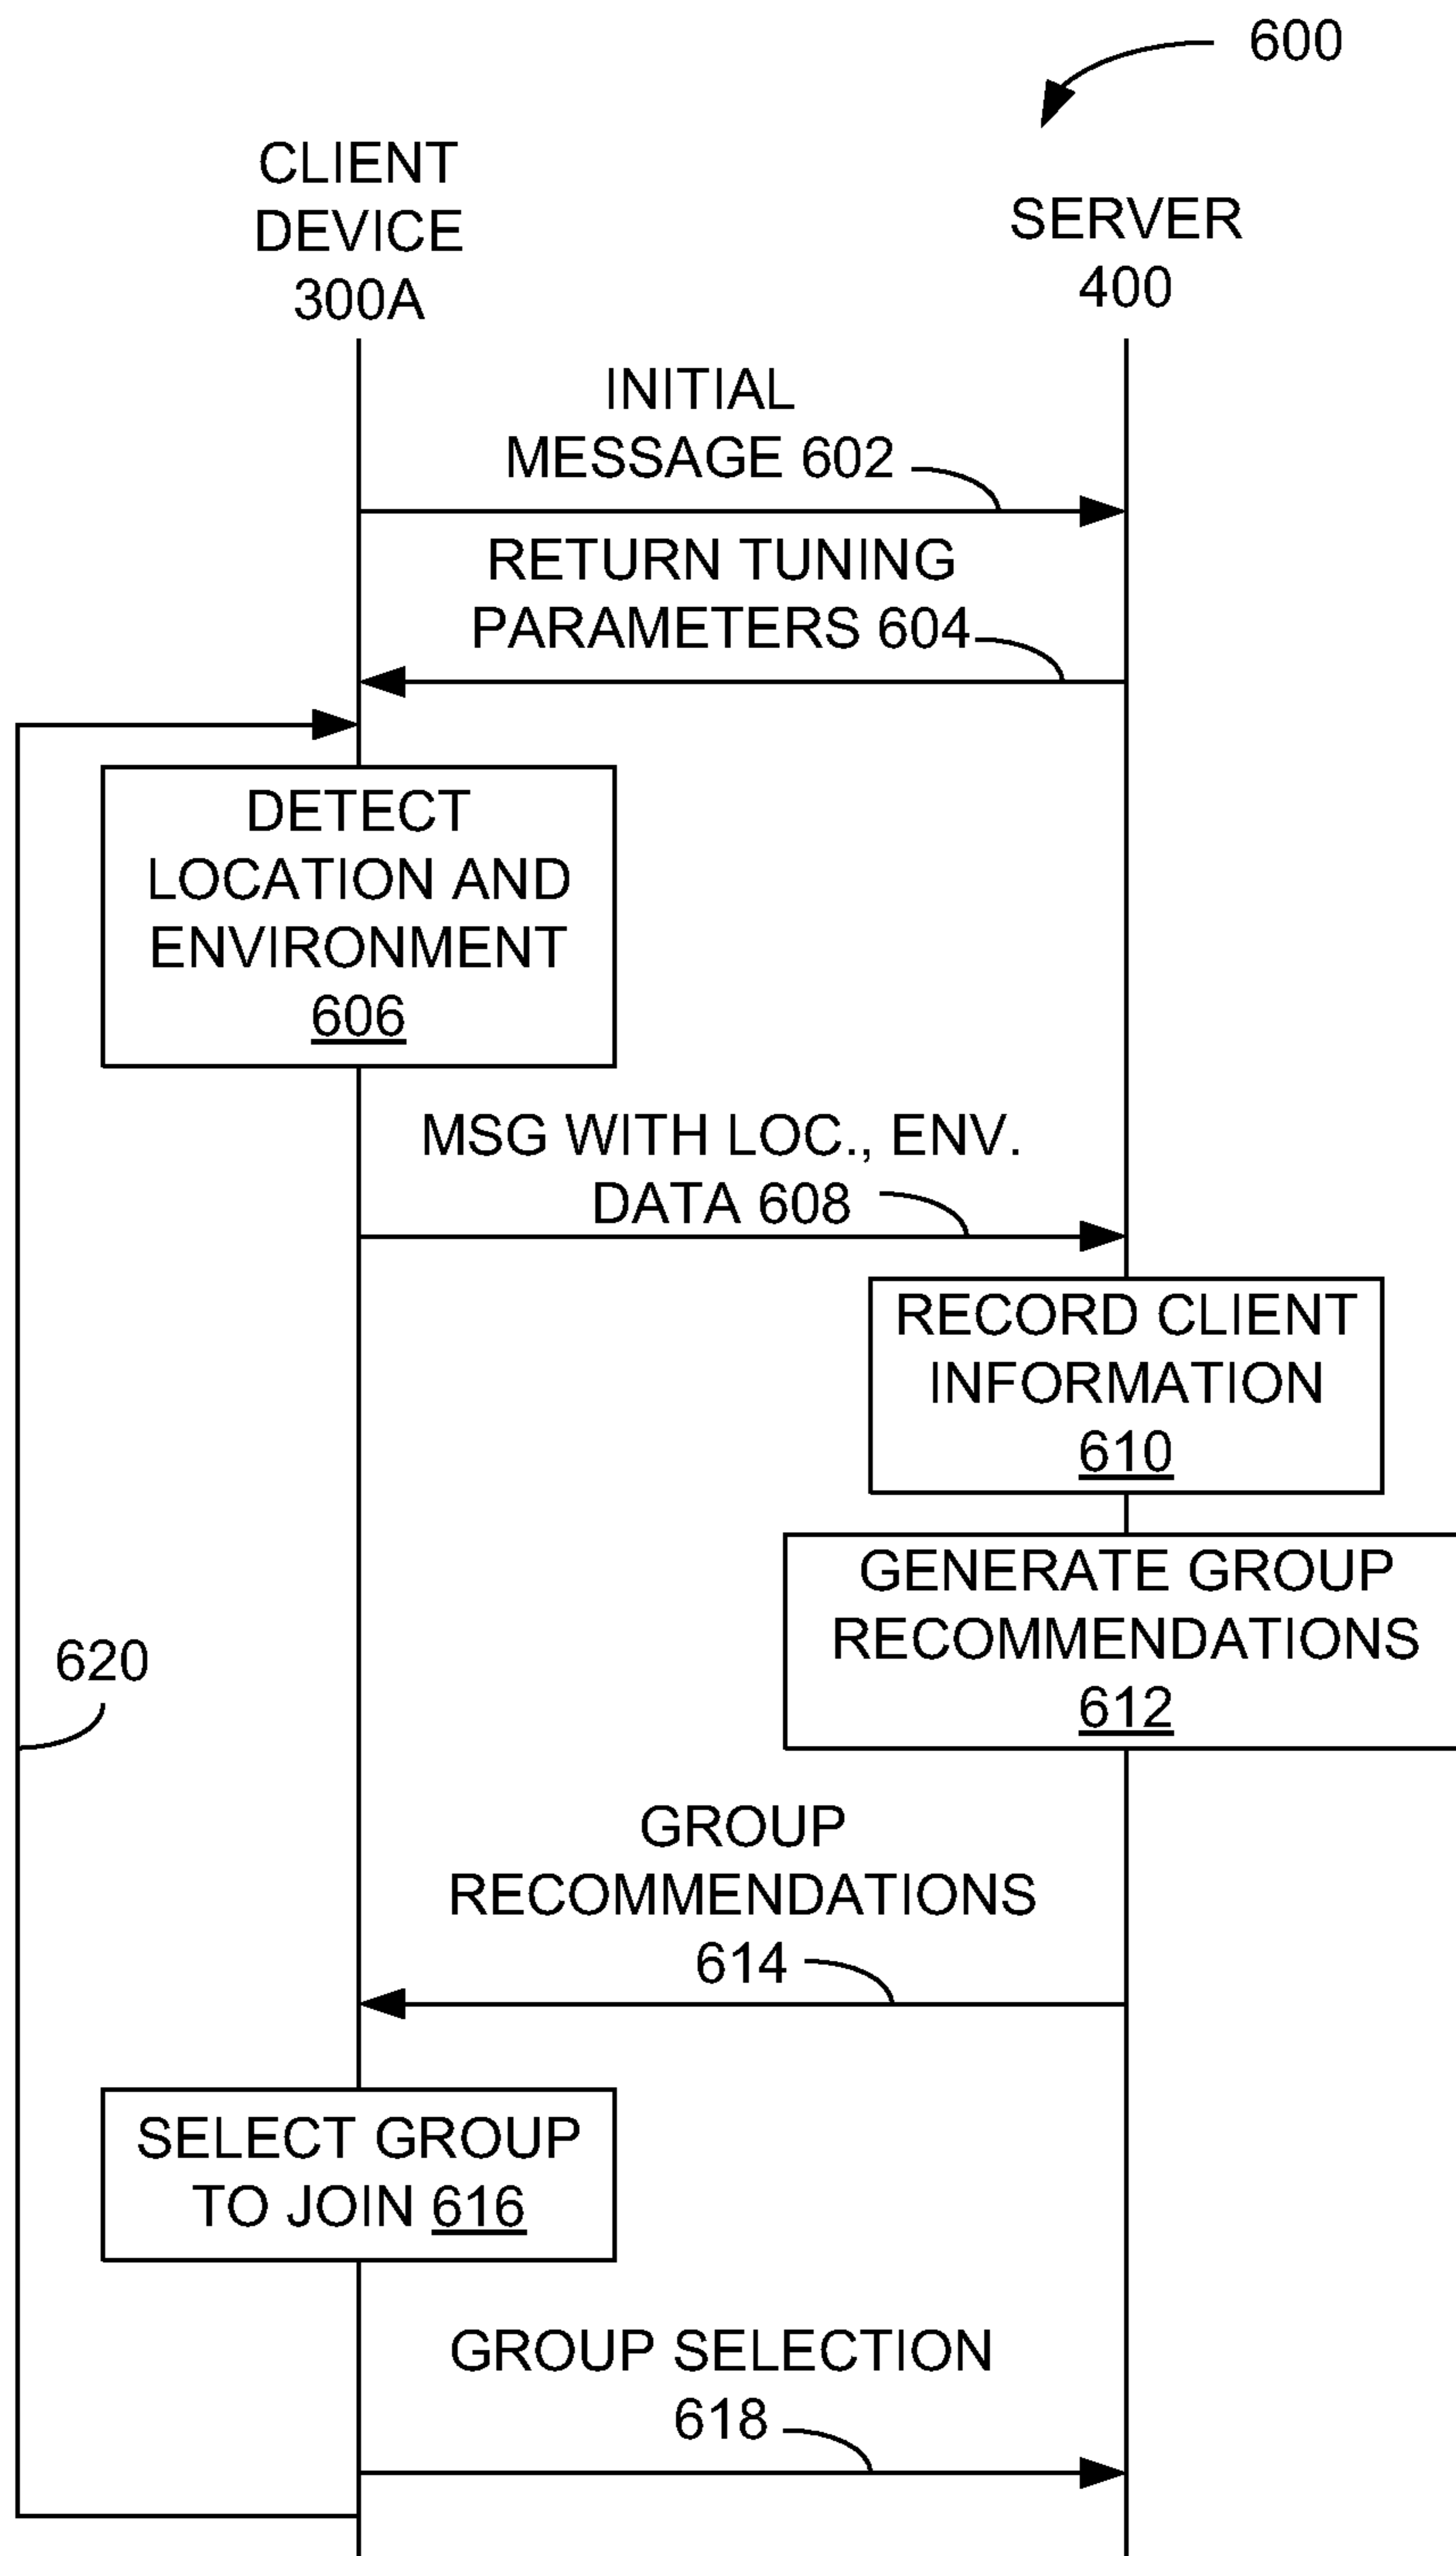 600
CLIENT
DEVICE
300A
SERVER
400
INITIAL
MESSAGE 602
RETURN TUNING
PARAMETERS 604
DETECT
LOCATION AND
ENVIRONMENT
606
MSG WITH LOC., ENV.
DATA 608
RECORD CLIENT
INFORMATION
610
GENERATE GROUP
RECOMMENDATIONS
612
620
GROUP
RECOMMENDATIONS
614
SELECT GROUP
TO JOIN 616
GROUP SELECTION
618